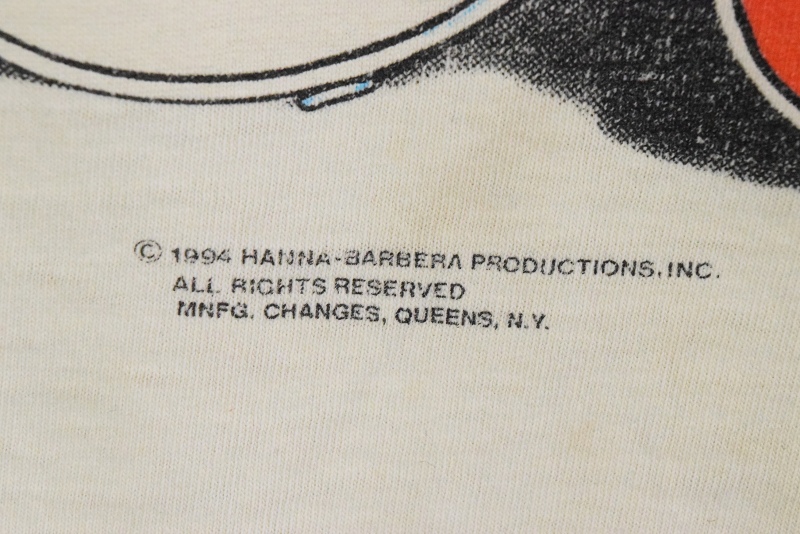 © 1994 HANNA-BARBERA PRODUCTIONS, INC.
ALL RIGHTS RESERVED
MNFG. CHANGES, QUEENS, N.Y.